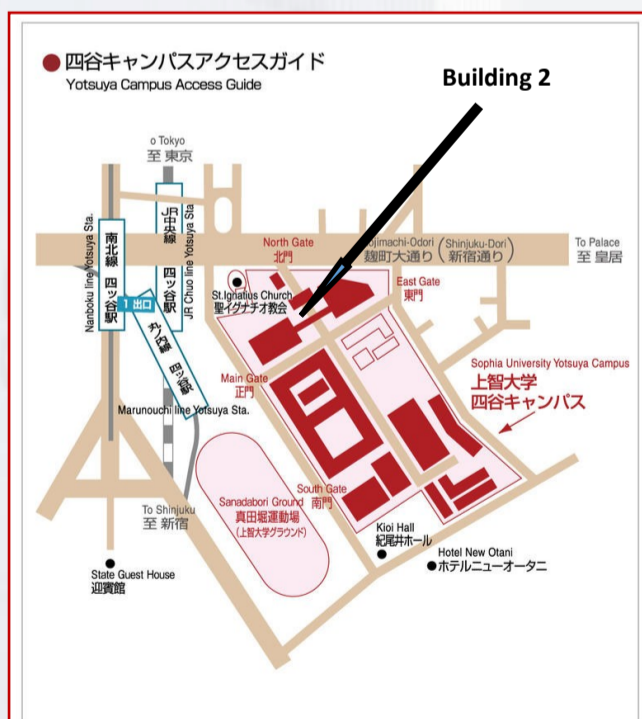 四谷キャンパスアクセスガイド
Yotsuya Campus Access Guide
Building 2
o Tokyo
至 東京
Nanboku line Yotsuya Sta.
南北線 四ッ谷駅
JR中央線 四ッ谷駅
JR Chuo line Yotsuya Sta.
1 出口
丸ノ内線 四ッ谷駅
Marunouchi line Yotsuya Sta.
North Gate
北門
ojimachi-Odori (Shinjuku-Dori)
麹町大通り(新宿通り)
To Palace
至 皇居
East Gate
東門
St.Ignatius Church
聖イグナチオ教会
Main Gate
正門
Sophia University Yotsuya Campus
上智大学
四谷キャンパス
South Gate
南門
Sanadabori Ground
真田堀運動場
(上智大学グラウンド)
To Shinjuku
至 新宿
Kioi Hall
紀尾井ホール
Hotel New Otani
ホテルニューオータニ
State Guest House
迎賓館